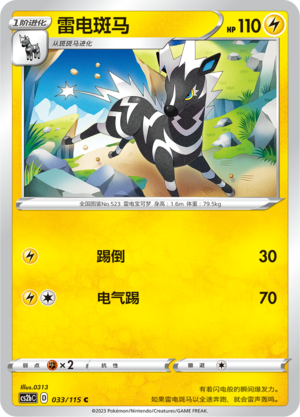 1阶进化
雷电斑马
HP 110
从斑斑马进化
全国图鉴No.523 雷电宝可梦 身高：1.6m 体重：79.5kg
踢倒 30
电气踢 70
弱点 ×2 抵抗力 撤退
Illus.0313
CS2bC D 033/115 C
有着闪电般的瞬间爆发力。
如果雷电斑马以全速奔跑，就会雷声轰鸣。
©2023 Pokémon/Nintendo/Creatures/GAME FREAK.